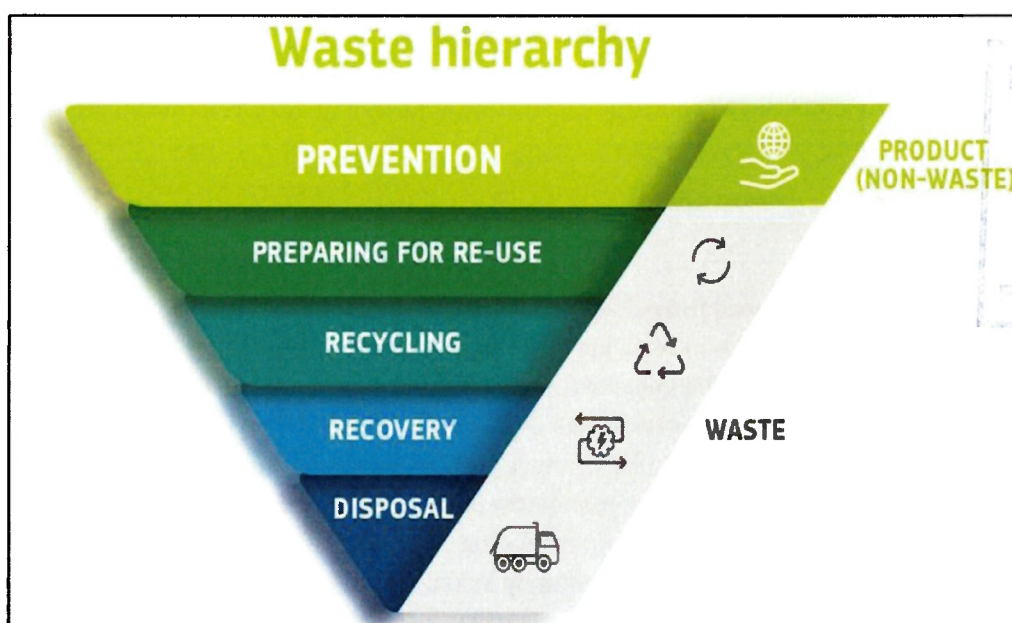 Waste hierarchy
PREVENTION
PRODUCT
(NON-WASTE)
PREPARING FOR RE-USE
RECYCLING
RECOVERY
WASTE
DISPOSAL